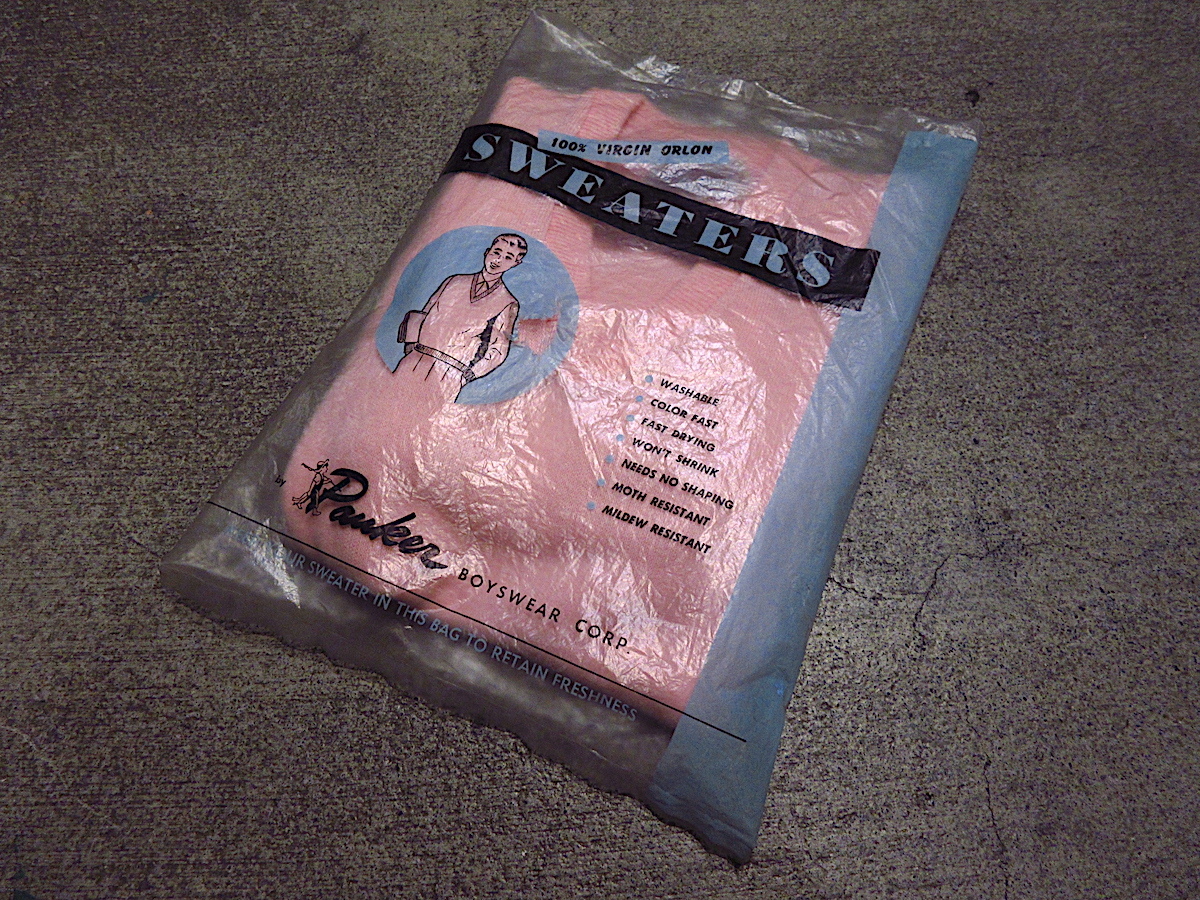 100% VIRGIN ORLON
SWEATERS
WASHABLE
COLOR FAST
FAST DRYING
WON'T SHRINK
NEEDS NO SHAPING
MOTH RESISTANT
MILDEW RESISTANT
BY Pauker BOYSWEAR CORP.
SWEATER IN THIS BAG TO RETAIN FRESHNESS